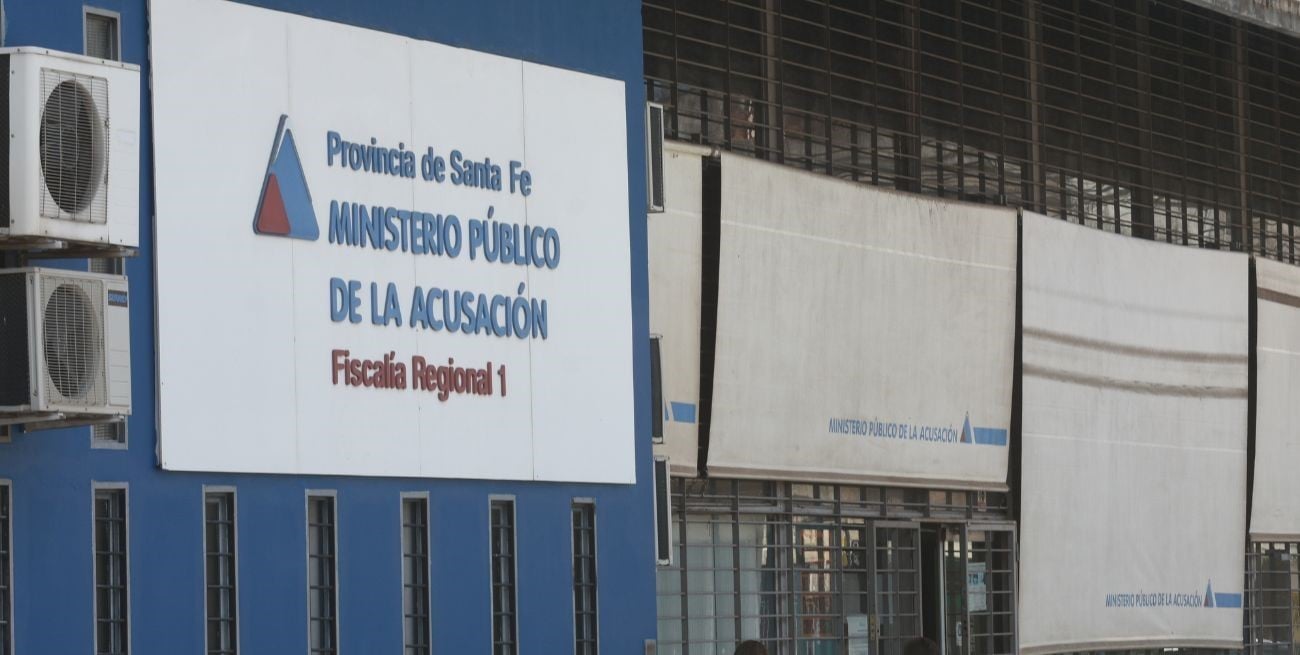 Provincia de Santa Fe
MINISTERIO PÚBLICO
DE LA ACUSACIÓN
Fiscalía Regional 1
MINISTERIO PÚBLICO DE LA ACUSACIÓN
MINISTERIO PÚBLICO DE LA ACUSACIÓN